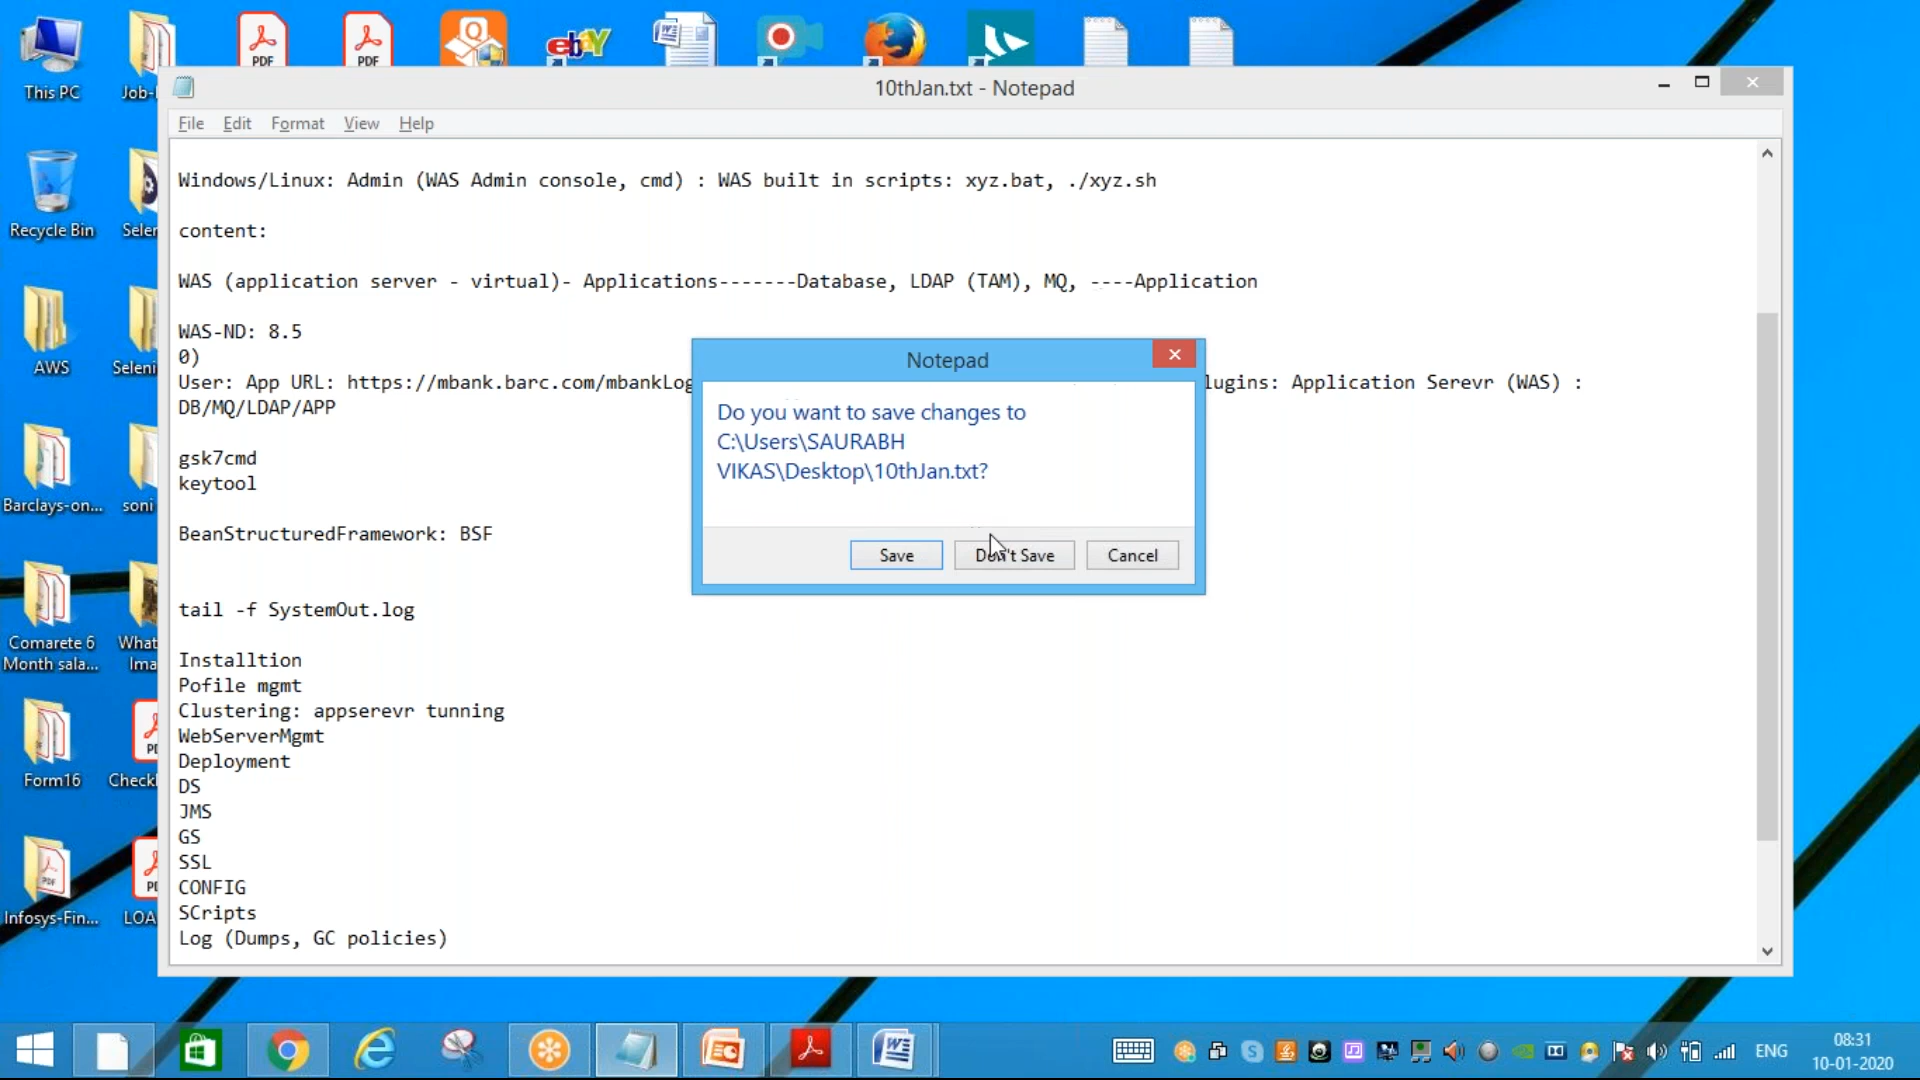 This PC
Job-
PDF
PDF
ebay
10thJan.txt - Notepad
File Edit Format View Help
Windows/Linux: Admin (WAS Admin console, cmd) : WAS built in scripts: xyz.bat, ./xyz.sh
content:
WAS (application server - virtual)- Applications-------Database, LDAP (TAM), MQ, ----Application
WAS-ND: 8.5
0)
User: App URL: https://mbank.barc.com/mbankLog lugins: Application Serevr (WAS) :
DB/MQ/LDAP/APP
gsk7cmd
keytool
BeanStructuredFramework: BSF
tail -f SystemOut.log
Installtion
Pofile mgmt
Clustering: appserevr tunning
WebServerMgmt
Deployment
DS
JMS
GS
SSL
CONFIG
SCripts
Log (Dumps, GC policies)
Notepad
Do you want to save changes to
C:\Users\SAURABH
VIKAS\Desktop\10thJan.txt?
Save Don't Save Cancel
Recycle Bin
Seler
AWS
Seleni
Barclays-on...
soni
Comarete 6
Month sala...
What
Ima
Form16
Checkl
Infosys-Fin...
LOA
ENG
08:31
10-01-2020